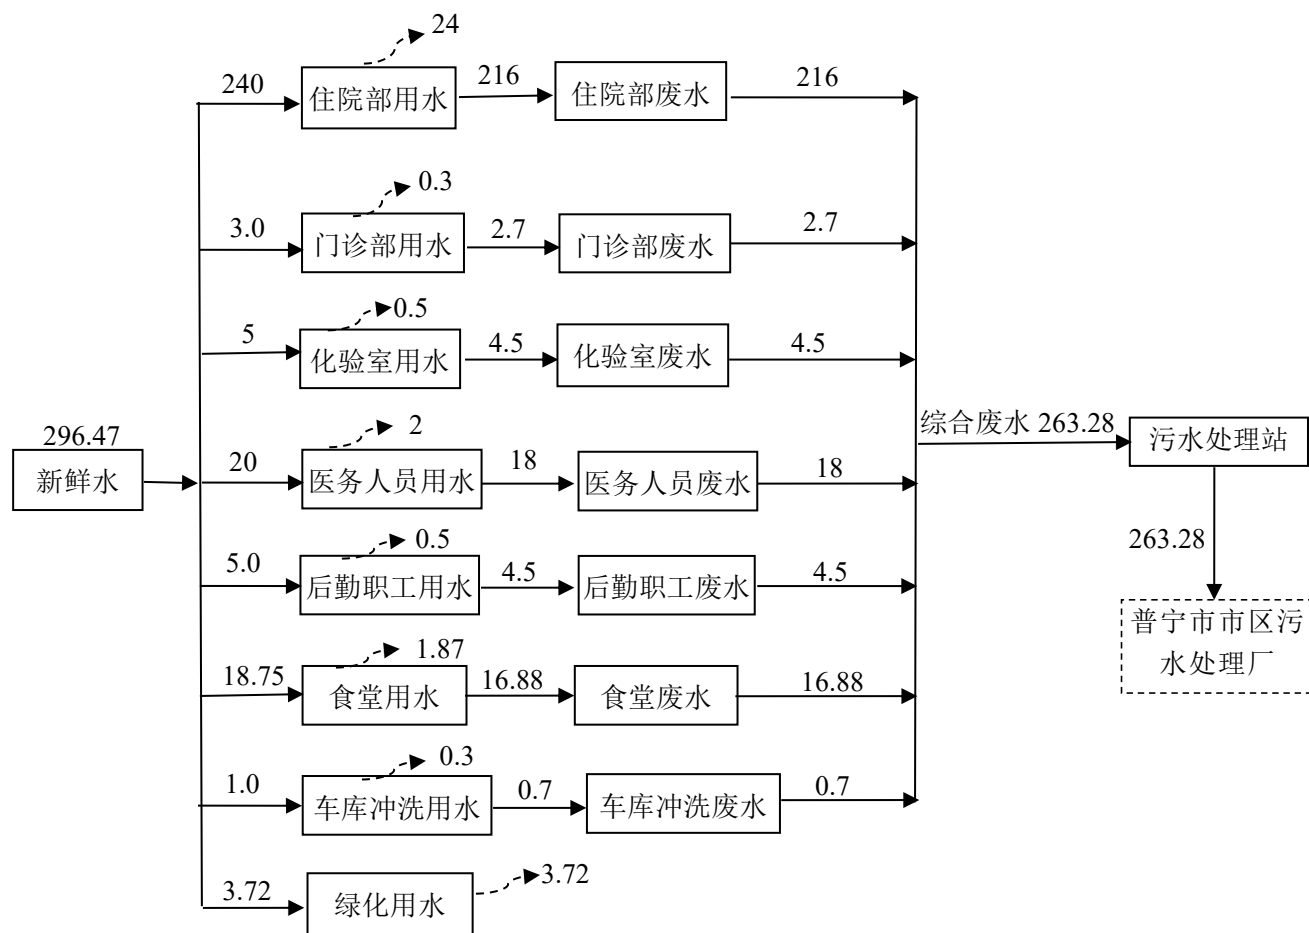 24
240
住院部用水
216
住院部废水
216
0.3
3.0
门诊部用水
2.7
门诊部废水
2.7
0.5
5
化验室用水
4.5
化验室废水
4.5
296.47
新鲜水
2
20
医务人员用水
18
医务人员废水
18
综合废水 263.28
污水处理站
263.28
普宁市市区污
水处理厂
0.5
5.0
后勤职工用水
4.5
后勤职工废水
4.5
1.87
18.75
食堂用水
16.88
食堂废水
16.88
0.3
1.0
车库冲洗用水
0.7
车库冲洗废水
0.7
3.72
3.72
绿化用水